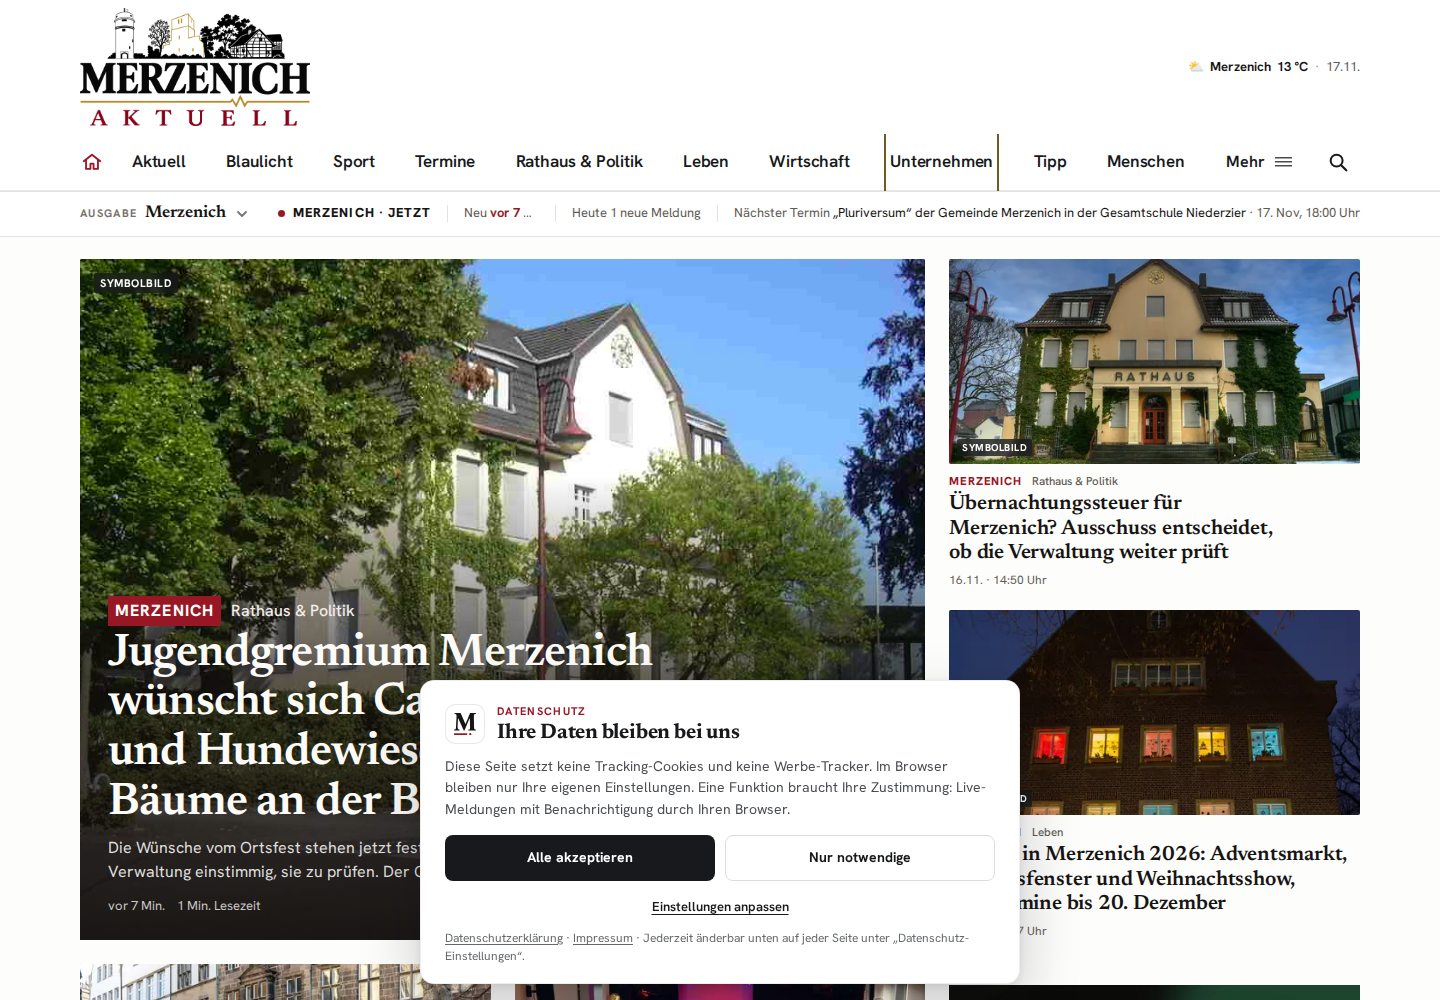 MERZENICH
AKTUELL
⛅ Merzenich 13 °C · 17.11.
Aktuell Blaulicht Sport Termine Rathaus & Politik Leben Wirtschaft Unternehmen Tipp Menschen Mehr
AUSGABE Merzenich
MERZENICH · JETZT Neu vor 7 ... Heute 1 neue Meldung Nächster Termin „Pluriversum“ der Gemeinde Merzenich in der Gesamtschule Niederzier · 17. Nov, 18:00 Uhr
SYMBOLBILD
MERZENICH Rathaus & Politik
Jugendgremium Merzenich
wünscht sich
und
Bäume an der
Die Wünsche vom Ortsfest stehen jetzt
Verwaltung einstimmig, sie zu prüfen. Der
vor 7 Min. 1 Min. Lesezeit
RATHAUS
SYMBOLBILD
MERZENICH Rathaus & Politik
Übernachtungssteuer für
Merzenich? Ausschuss entscheidet,
ob die Verwaltung weiter prüft
16.11. · 14:50 Uhr
Leben
in Merzenich 2026: Adventsmarkt,
und Weihnachtsshow,
bis 20. Dezember
Uhr
M
DATENSCHUTZ
Ihre Daten bleiben bei uns
Diese Seite setzt keine Tracking-Cookies und keine Werbe-Tracker. Im Browser
bleiben nur Ihre eigenen Einstellungen. Eine Funktion braucht Ihre Zustimmung: Live-
Meldungen mit Benachrichtigung durch Ihren Browser.
Alle akzeptieren Nur notwendige
Einstellungen anpassen
Datenschutzerklärung · Impressum · Jederzeit änderbar unten auf jeder Seite unter „Datenschutz-
Einstellungen“.